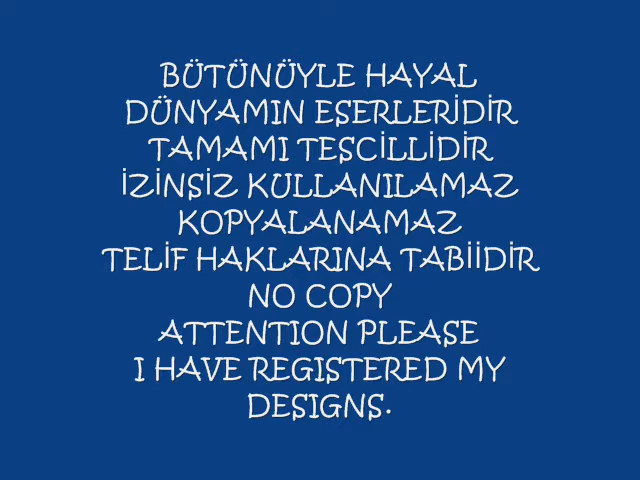 BÜTÜNÜYLE HAYAL
DÜNYAMIN ESERLERİDİR
TAMAMI TESCİLLİDİR
İZİNSİZ KULLANILAMAZ
KOPYALANAMAZ
TELİF HAKLARINA TABİİDİR
NO COPY
ATTENTION PLEASE
I HAVE REGISTERED MY
DESIGNS.